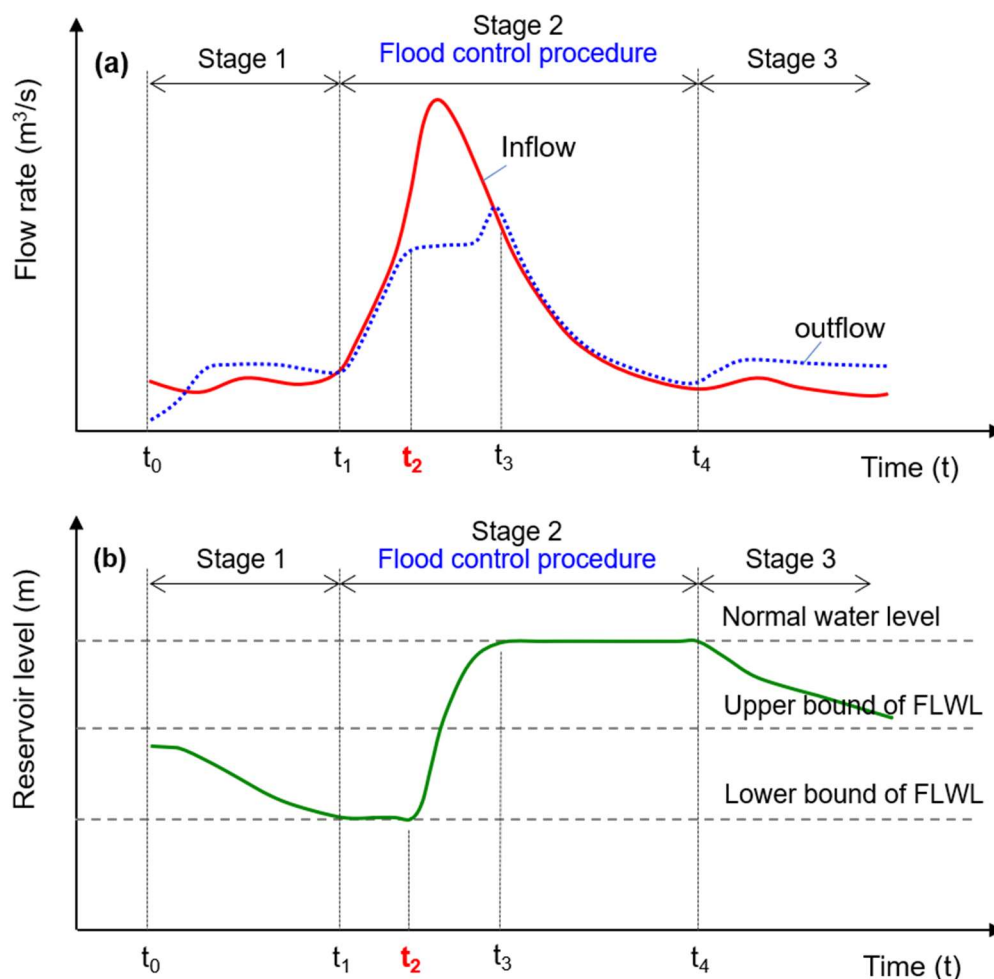 (a)
Stage 1
Stage 2
Flood control procedure
Stage 3
Flow rate (m³/s)
Inflow
outflow
t₀
t₁
t₂
t₃
t₄
Time (t)
(b)
Stage 1
Stage 2
Flood control procedure
Stage 3
Reservoir level (m)
Normal water level
Upper bound of FLWL
Lower bound of FLWL
t₀
t₁
t₂
t₃
t₄
Time (t)